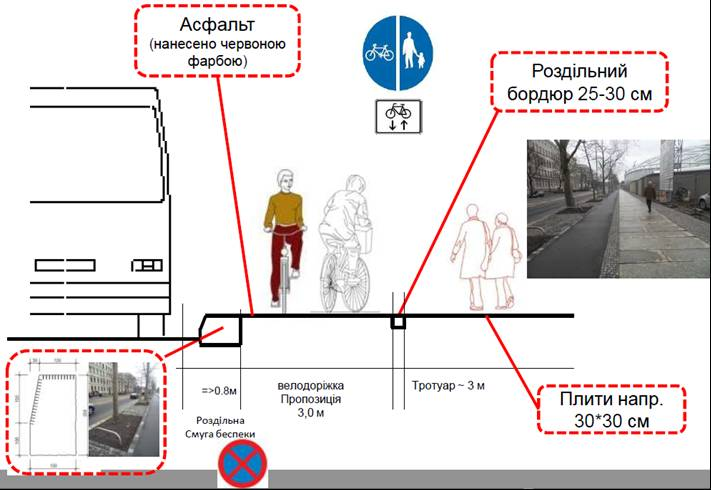 Асфальт
(нанесено червоною
фарбою)
Роздільний
бордюр 25-30 см
=>0.8м
велодоріжка
Пропозиція
3,0 м
Тротуар ~ 3 м
Роздільна
Смуга беспеки
Плити напр.
30*30 см